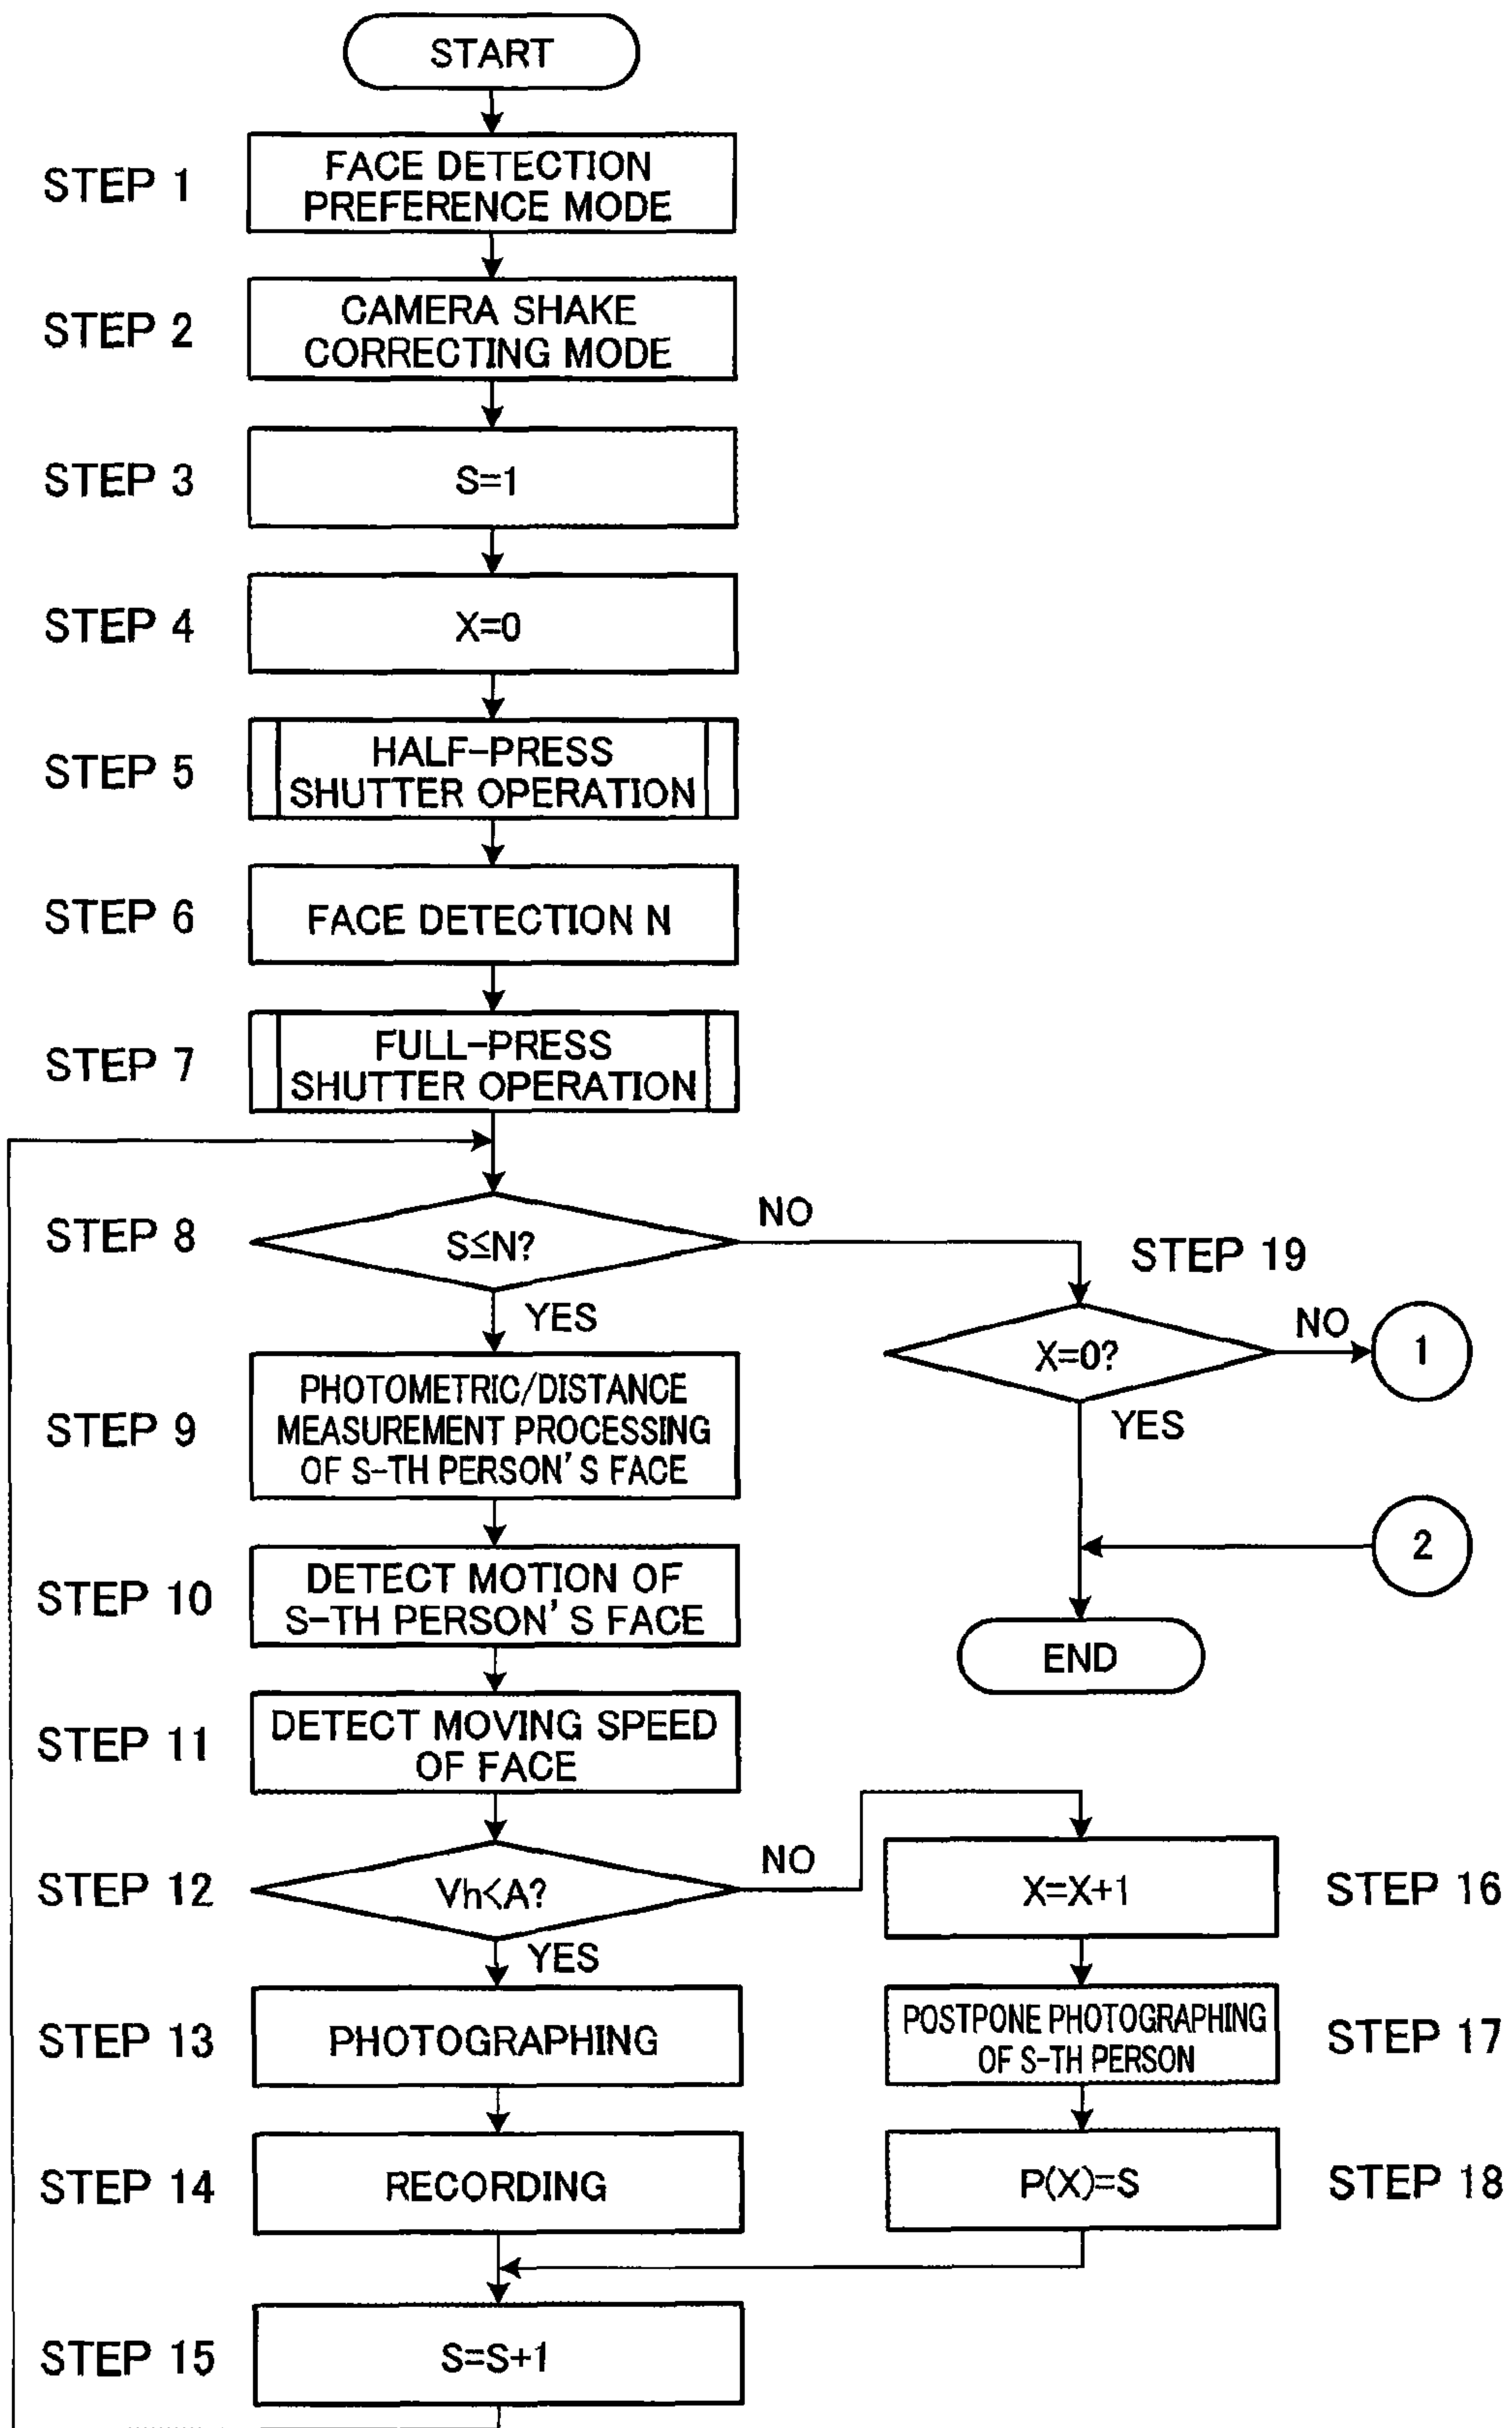 START
STEP 1
FACE DETECTION
PREFERENCE MODE
STEP 2
CAMERA SHAKE
CORRECTING MODE
STEP 3
S=1
STEP 4
X=0
STEP 5
HALF-PRESS
SHUTTER OPERATION
STEP 6
FACE DETECTION N
STEP 7
FULL-PRESS
SHUTTER OPERATION
STEP 8
S≤N?
NO
YES
STEP 19
X=0?
NO
1
YES
2
END
STEP 9
PHOTOMETRIC/DISTANCE
MEASUREMENT PROCESSING
OF S-TH PERSON'S FACE
STEP 10
DETECT MOTION OF
S-TH PERSON'S FACE
STEP 11
DETECT MOVING SPEED
OF FACE
STEP 12
Vh<A?
NO
YES
X=X+1
STEP 16
STEP 13
PHOTOGRAPHING
POSTPONE PHOTOGRAPHING
OF S-TH PERSON
STEP 17
STEP 14
RECORDING
P(X)=S
STEP 18
STEP 15
S=S+1